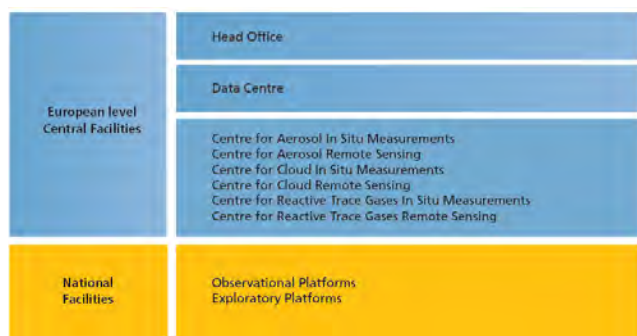 European level
Central Facilities
Head Office
Data Centre
Centre for Aerosol In Situ Measurements
Centre for Aerosol Remote Sensing
Centre for Cloud In Situ Measurements
Centre for Cloud Remote Sensing
Centre for Reactive Trace Gases In Situ Measurements
Centre for Reactive Trace Gases Remote Sensing
National
Facilities
Observational Platforms
Exploratory Platforms